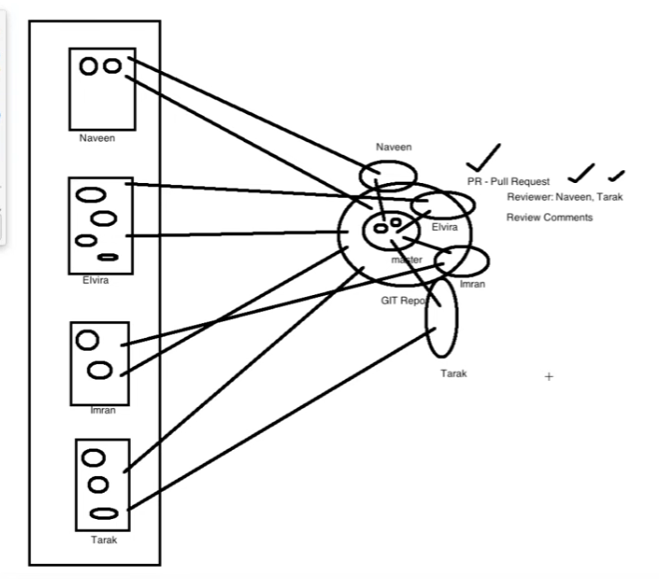 Naveen
Elvira
Imran
Tarak
Naveen
Elvira
master
Imran
GIT Repo
Tarak
PR - Pull Request
Reviewer: Naveen, Tarak
Review Comments